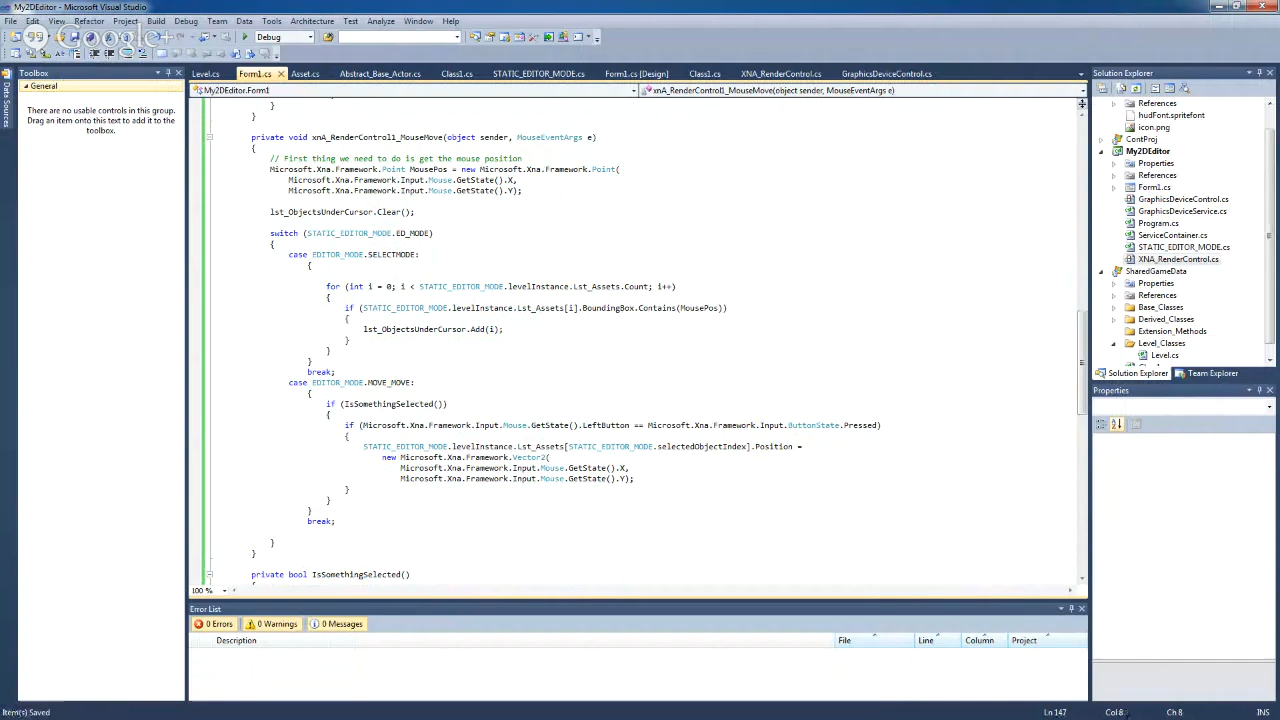 My2DEditor - Microsoft Visual Studio
File Edit View Refactor Project Build Debug Team Data Tools Architecture Test Analyze Window Help
Google+
Debug
Toolbox
Level.cs Form1.cs Asset.cs Abstract_Base_Actor.cs Class1.cs STATIC_EDITOR_MODE.cs Form1.cs [Design] Class1.cs XNA_RenderControl.cs GraphicsDeviceControl.cs
Solution Explorer
Data Sources
General
My2DEditor.Form1
xnA_RenderControl1_MouseMove(object sender, MouseEventArgs e)
There are no usable controls in this group. Drag an item onto this text to add it to the toolbox.
}
}
private void xnA_RenderControl1_MouseMove(object sender, MouseEventArgs e)
{
// First thing we need to do is get the mouse position
Microsoft.Xna.Framework.Point MousePos = new Microsoft.Xna.Framework.Point(
Microsoft.Xna.Framework.Input.Mouse.GetState().X,
Microsoft.Xna.Framework.Input.Mouse.GetState().Y);
lst_ObjectsUnderCursor.Clear();
switch (STATIC_EDITOR_MODE.ED_MODE)
{
case EDITOR_MODE.SELECTMODE:
{
for (int i = 0; i < STATIC_EDITOR_MODE.levelInstance.Lst_Assets.Count; i++)
{
if (STATIC_EDITOR_MODE.levelInstance.Lst_Assets[i].BoundingBox.Contains(MousePos))
{
lst_ObjectsUnderCursor.Add(i);
}
}
}
break;
case EDITOR_MODE.MOVE_MOVE:
{
if (IsSomethingSelected())
{
if (Microsoft.Xna.Framework.Input.Mouse.GetState().LeftButton == Microsoft.Xna.Framework.Input.ButtonState.Pressed)
{
STATIC_EDITOR_MODE.levelInstance.Lst_Assets[STATIC_EDITOR_MODE.selectedObjectIndex].Position =
new Microsoft.Xna.Framework.Vector2(
Microsoft.Xna.Framework.Input.Mouse.GetState().X,
Microsoft.Xna.Framework.Input.Mouse.GetState().Y);
}
}
}
break;
}
}
private bool IsSomethingSelected()
100 %
References
hudFont.spritefont
icon.png
ContProj
My2DEditor
Properties
References
Form1.cs
GraphicsDeviceControl.cs
GraphicsDeviceService.cs
Program.cs
ServiceContainer.cs
STATIC_EDITOR_MODE.cs
XNA_RenderControl.cs
SharedGameData
Properties
References
Base_Classes
Derived_Classes
Extension_Methods
Level_Classes
Level.cs
Solution Explorer Team Explorer
Properties
Error List
0 Errors 0 Warnings 0 Messages
Description File Line Column Project
Item(s) Saved Ln 147 Col 8 Ch 8 INS